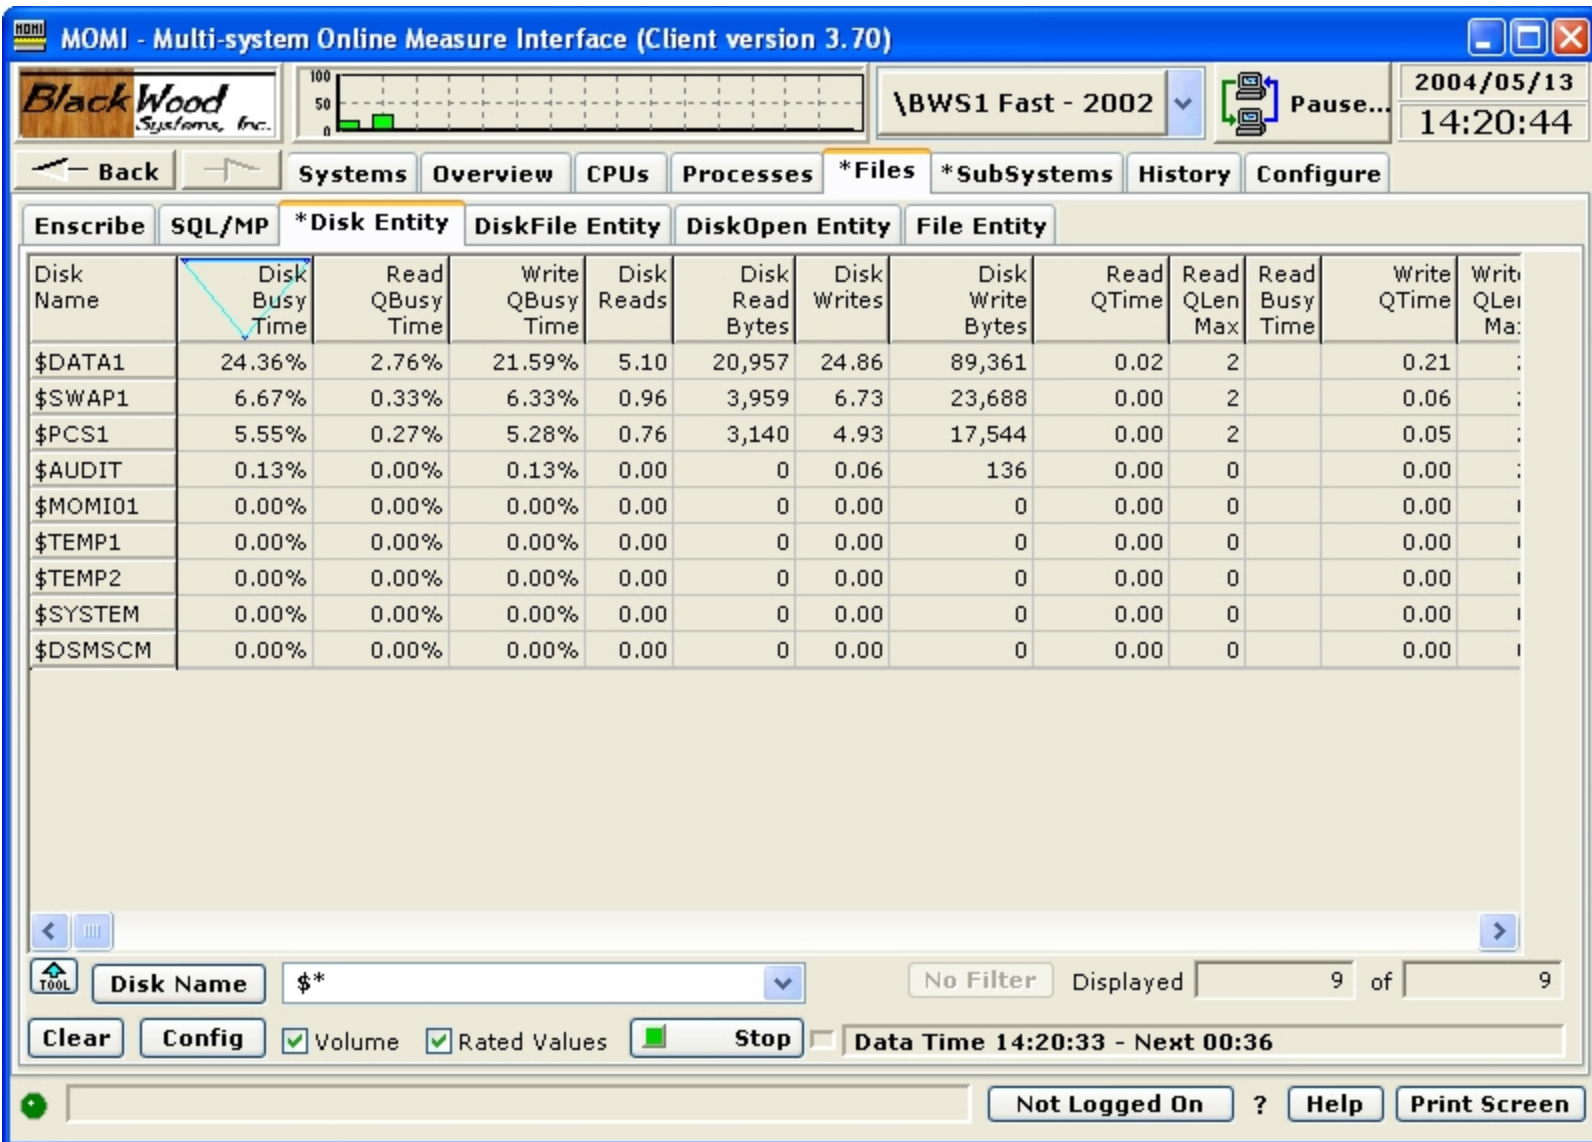 MOMI
MOMI - Multi-system Online Measure Interface (Client version 3.70)
BlackWood Systems, Inc.
100
50
0
\BWS1 Fast - 2002
Pause...
2004/05/13
14:20:44
Back
Systems Overview CPUs Processes *Files *SubSystems History Configure
Enscribe SQL/MP *Disk Entity DiskFile Entity DiskOpen Entity File Entity
Disk Disk Read Write Disk Disk Disk Disk Read Read Read Write
Name Busy QBusy QBusy Reads Read Writes Write QTime QLen Busy QTime
Time Time Time Bytes Bytes Max Time
$DATA1 24.36% 2.76% 21.59% 5.10 20,957 24.86 89,361 0.02 2 0.21
$SWAP1 6.67% 0.33% 6.33% 0.96 3,959 6.73 23,688 0.00 2 0.06
$PCS1 5.55% 0.27% 5.28% 0.76 3,140 4.93 17,544 0.00 2 0.05
$AUDIT 0.13% 0.00% 0.13% 0.00 0 0.06 136 0.00 0 0.00
$MOMI01 0.00% 0.00% 0.00% 0.00 0 0.00 0 0.00 0 0.00
$TEMP1 0.00% 0.00% 0.00% 0.00 0 0.00 0 0.00 0 0.00
$TEMP2 0.00% 0.00% 0.00% 0.00 0 0.00 0 0.00 0 0.00
$SYSTEM 0.00% 0.00% 0.00% 0.00 0 0.00 0 0.00 0 0.00
$DSMSCM 0.00% 0.00% 0.00% 0.00 0 0.00 0 0.00 0 0.00
TOOL Disk Name $* No Filter Displayed 9 of 9
Clear Config Volume Rated Values Stop Data Time 14:20:33 - Next 00:36
Not Logged On ? Help Print Screen